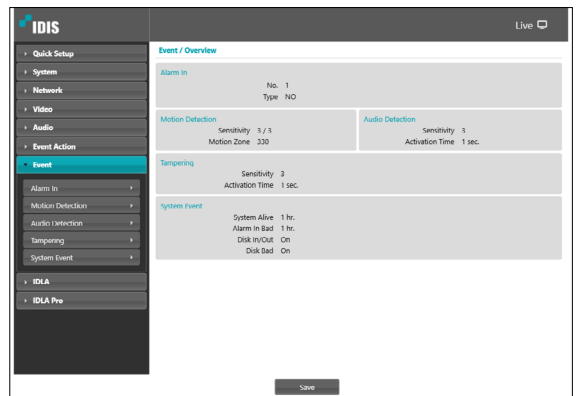 IDIS
Live
Quick Setup
System
Network
Video
Audio
Event Action
Event
Alarm In
Motion Detection
Audio Detection
Tampering
System Event
IDLA
IDLA Pro
Event / Overview
Alarm In
No. 1
Type NO
Motion Detection
Sensitivity 3 / 3
Motion Zone 330
Audio Detection
Sensitivity 3
Activation Time 1 sec.
Tampering
Sensitivity 3
Activation Time 1 sec.
System Event
System Alive 1 hr.
Alarm In Bad 1 hr.
Disk In/Out On
Disk Bad On
Save